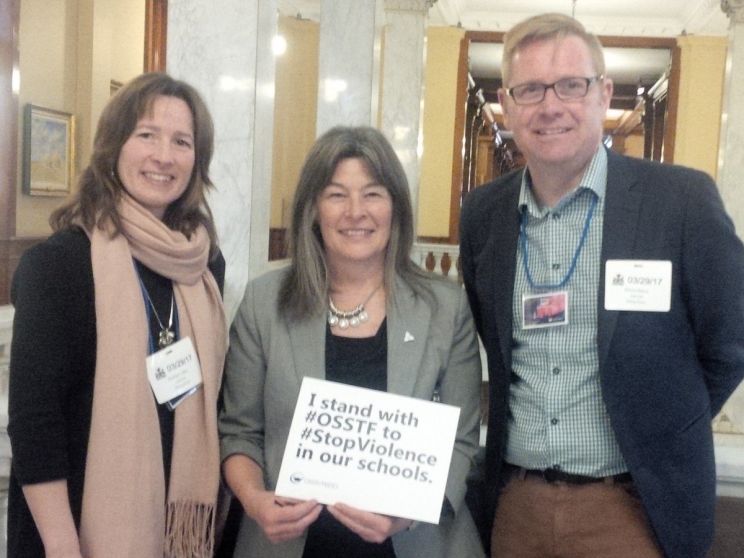 03/29/17
03/29/17
I stand with
#OSSTF to
#StopViolence
in our schools.